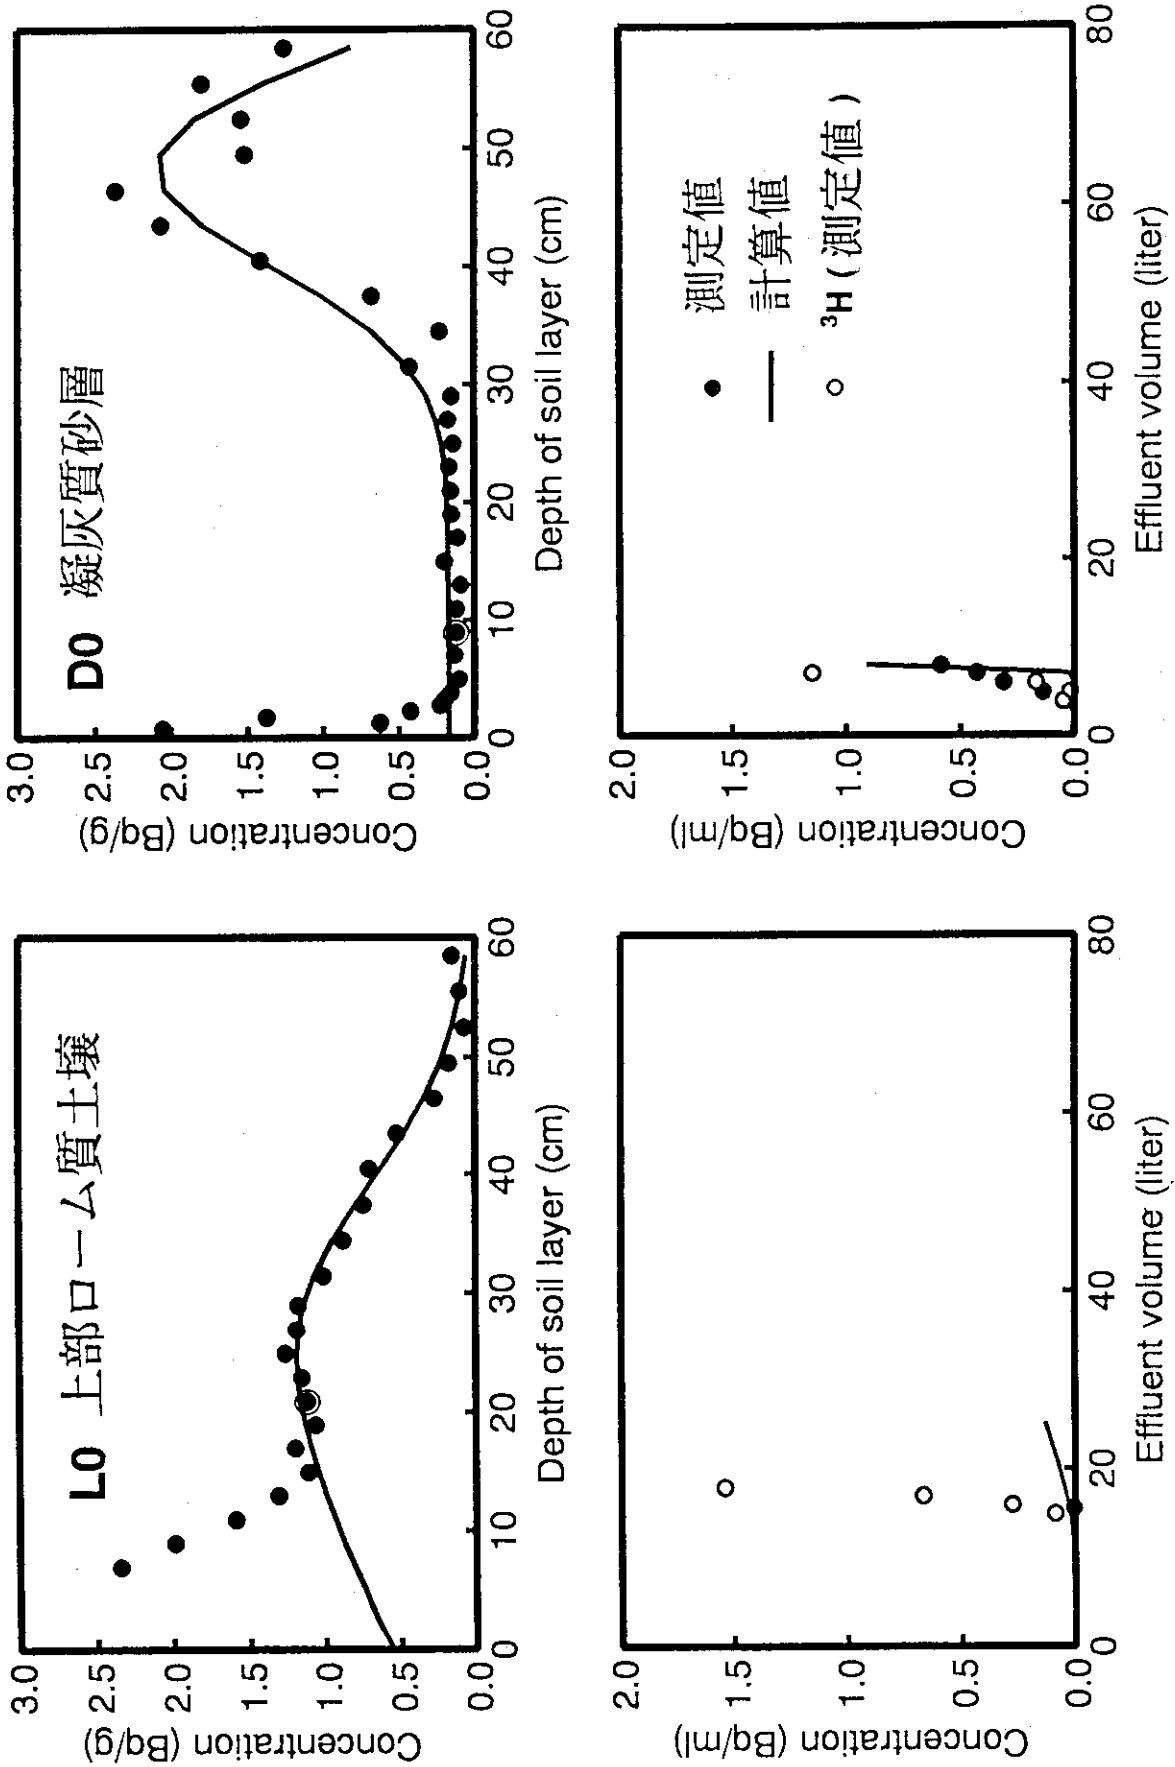 L0 上部ローム質土壌
3.0
2.5
2.0
1.5
1.0
0.5
0.0
Concentration (Bq/g)
0 10 20 30 40 50 60
Depth of soil layer (cm)
D0 凝灰質砂層
3.0
2.5
2.0
1.5
1.0
0.5
0.0
Concentration (Bq/g)
0 10 20 30 40 50 60
Depth of soil layer (cm)
2.0
1.5
1.0
0.5
0.0
Concentration (Bq/ml)
0 20 40 60 80
Effluent volume (liter)
2.0
1.5
1.0
0.5
0.0
Concentration (Bq/ml)
測定値
計算値
³H (測定値)
0 20 40 60 80
Effluent volume (liter)